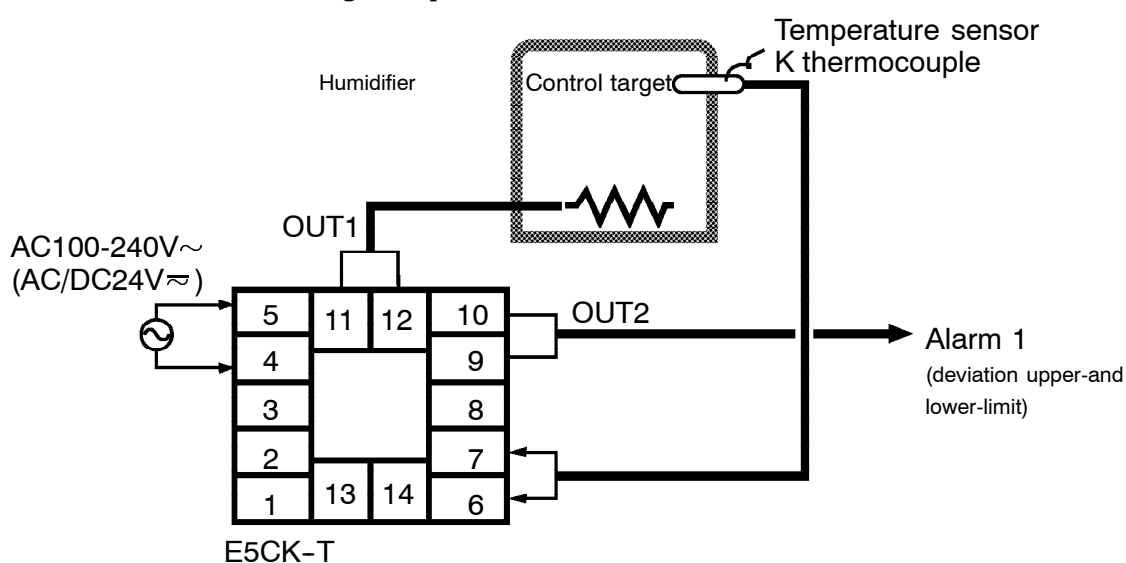 Temperature sensor
K thermocouple
Humidifier
Control target
OUT1
AC100-240V~
(AC/DC24V≂)
5
11
12
10
OUT2
4
9
Alarm 1
(deviation upper-and
lower-limit)
3
8
2
7
13
14
1
6
E5CK-T